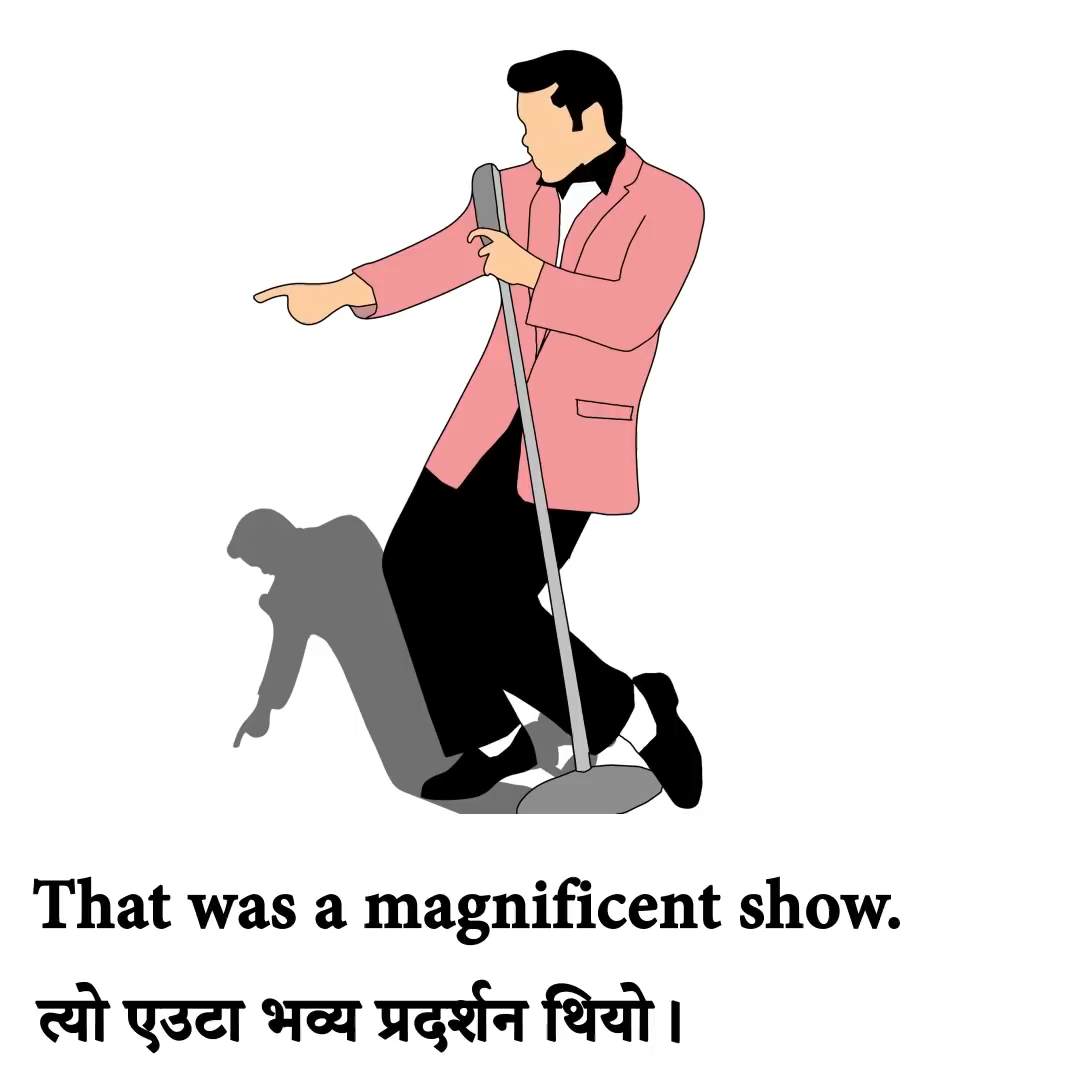 That was a magnificent show.
त्यो एउटा भव्य प्रदर्शन थियो।